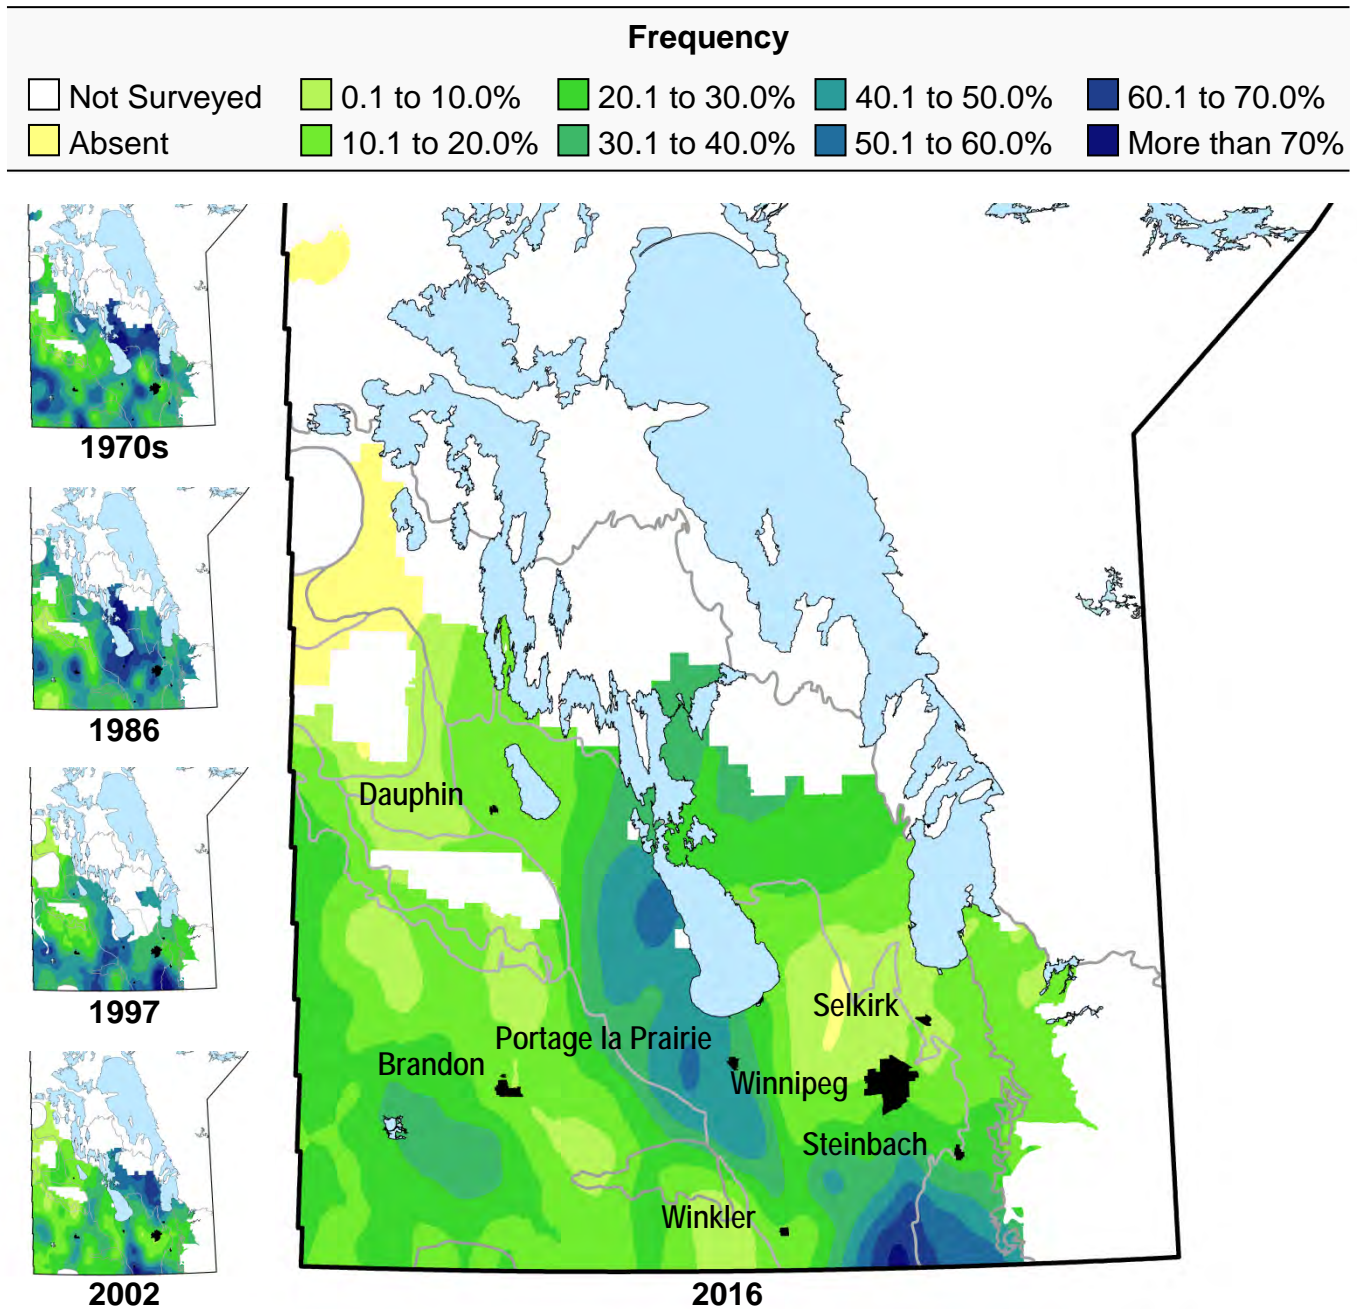 Frequency
Not Surveyed 0.1 to 10.0% 20.1 to 30.0% 40.1 to 50.0% 60.1 to 70.0%
Absent 10.1 to 20.0% 30.1 to 40.0% 50.1 to 60.0% More than 70%
1970s
1986
1997
2002
Dauphin
Selkirk
Portage la Prairie
Brandon
Winnipeg
Steinbach
Winkler
2016